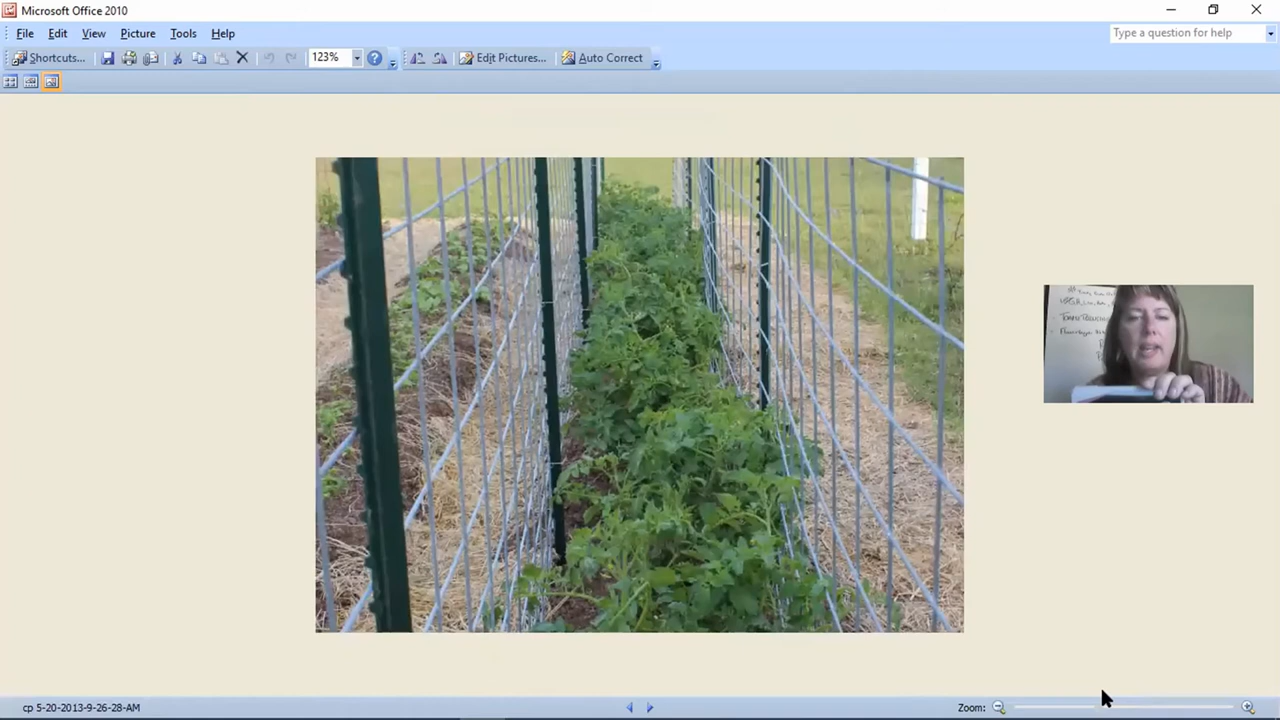 Microsoft Office 2010
File Edit View Picture Tools Help
Type a question for help
Shortcuts...
123%
Edit Pictures...
Auto Correct
cp 5-20-2013-9-26-28-AM
Zoom: